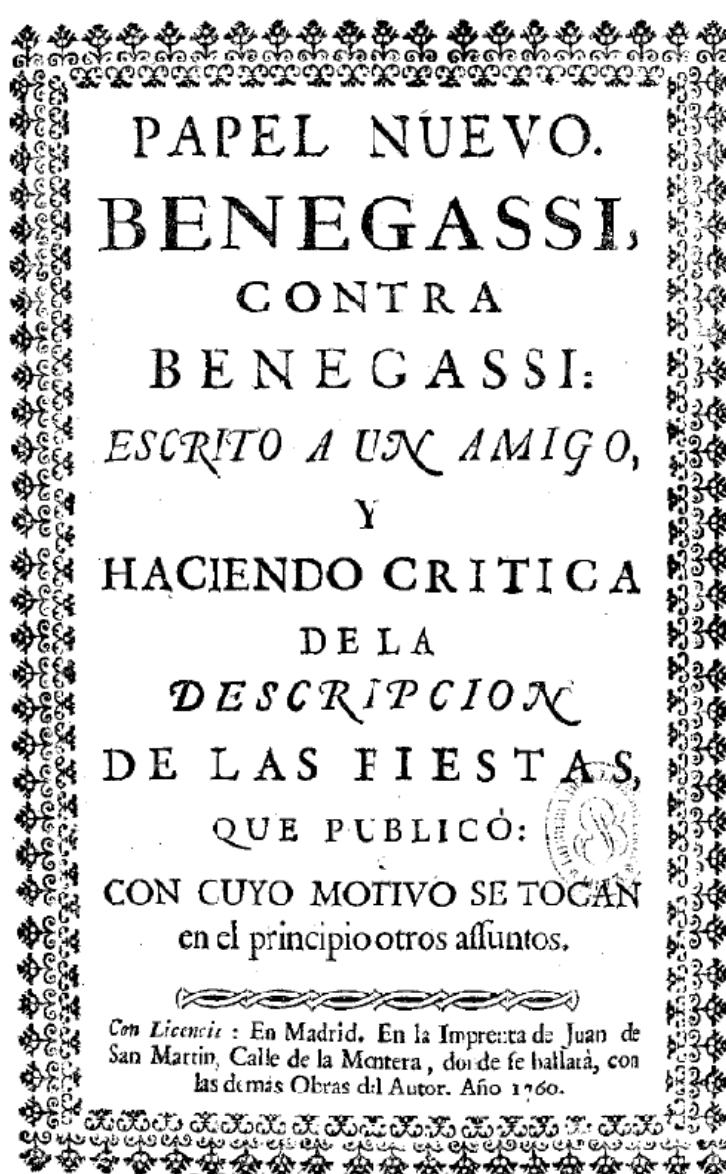 PAPEL NUEVO.
BENEGASSI,
CONTRA
BENEGASSI:
ESCRITO A UN AMIGO,
Y
HACIENDO CRITICA
DE LA
DESCRIPCION
DE LAS FIESTAS,
QUE PUBLICÓ:
CON CUYO MOTIVO SE TOCAN
en el principio otros assuntos.
Con Licencia : En Madrid. En la Imprenta de Juan de
San Martin, Calle de la Montera, donde se hallará, con
las demás Obras del Autor. Año 1760.